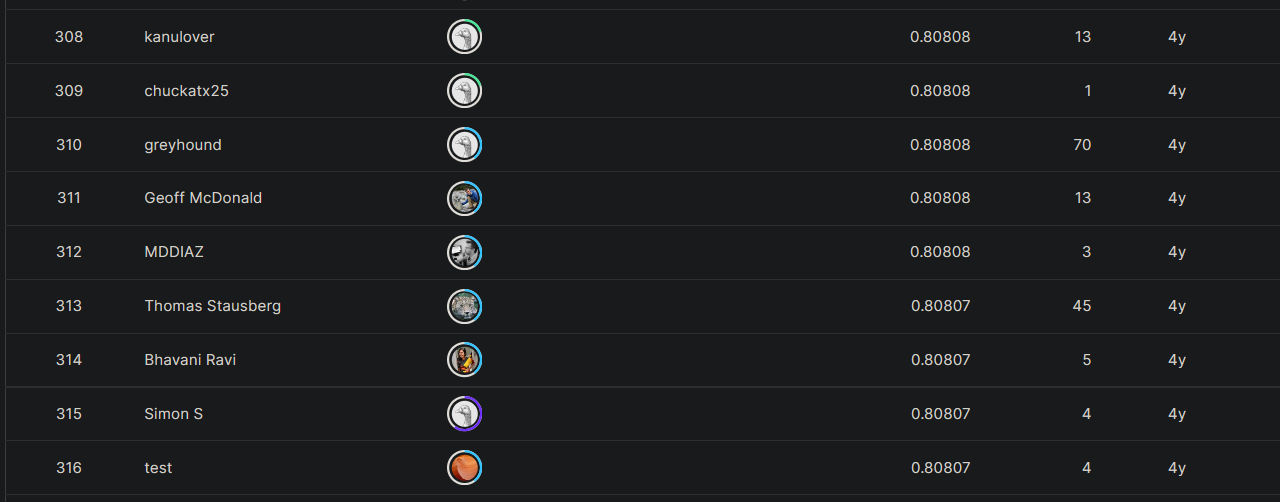 308 kanulover 0.80808 13 4y
309 chuckatx25 0.80808 1 4y
310 greyhound 0.80808 70 4y
311 Geoff McDonald 0.80808 13 4y
312 MDDIAZ 0.80808 3 4y
313 Thomas Stausberg 0.80807 45 4y
314 Bhavani Ravi 0.80807 5 4y
315 Simon S 0.80807 4 4y
316 test 0.80807 4 4y